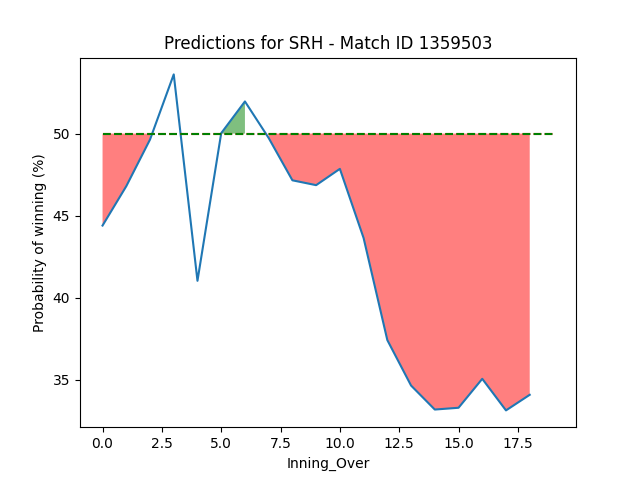 Predictions for SRH - Match ID 1359503
Probability of winning (%)
50
45
40
35
0.0 2.5 5.0 7.5 10.0 12.5 15.0 17.5
Inning_Over